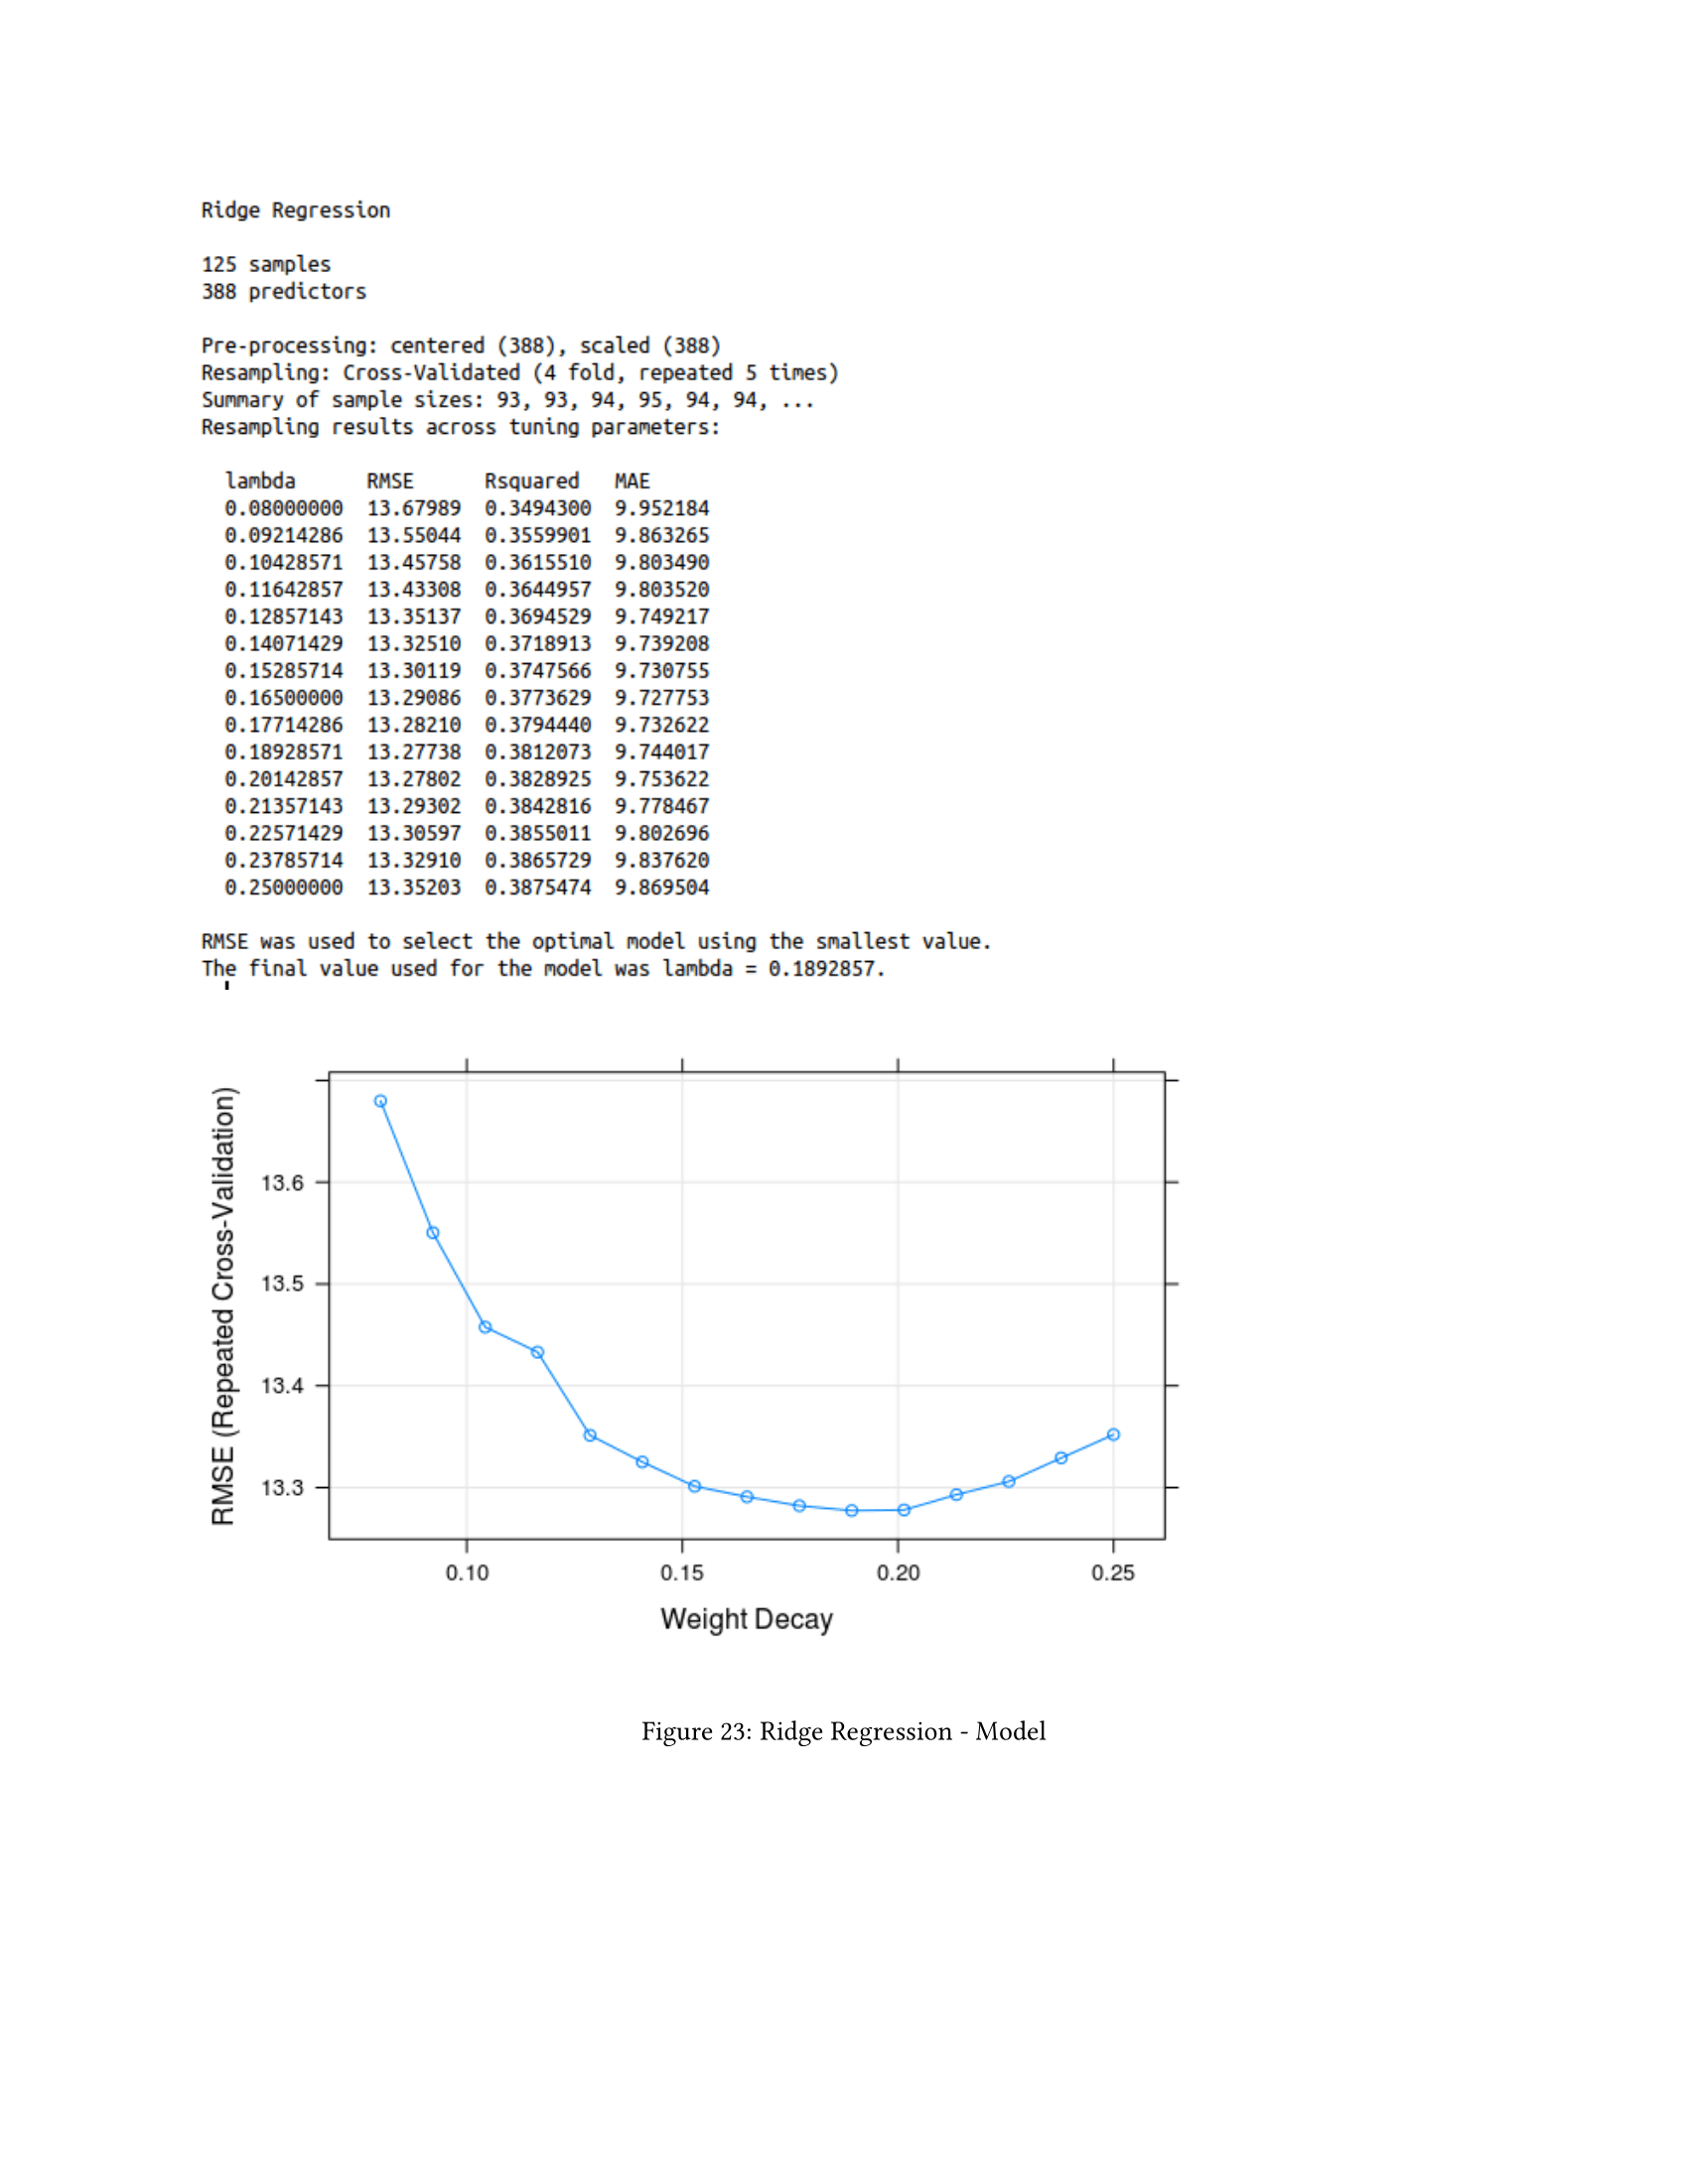 Ridge Regression
125 samples
388 predictors
Pre-processing: centered (388), scaled (388)
Resampling: Cross-Validated (4 fold, repeated 5 times)
Summary of sample sizes: 93, 93, 94, 95, 94, 94, ...
Resampling results across tuning parameters:
lambda RMSE Rsquared MAE
0.08000000 13.67989 0.3494300 9.952184
0.09214286 13.55044 0.3559901 9.863265
0.10428571 13.45758 0.3615510 9.803490
0.11642857 13.43308 0.3644957 9.803520
0.12857143 13.35137 0.3694529 9.749217
0.14071429 13.32510 0.3718913 9.739208
0.15285714 13.30119 0.3747566 9.730755
0.16500000 13.29086 0.3773629 9.727753
0.17714286 13.28210 0.3794440 9.732622
0.18928571 13.27738 0.3812073 9.744017
0.20142857 13.27802 0.3828925 9.753622
0.21357143 13.29302 0.3842816 9.778467
0.22571429 13.30597 0.3855011 9.802696
0.23785714 13.32910 0.3865729 9.837620
0.25000000 13.35203 0.3875474 9.869504
RMSE was used to select the optimal model using the smallest value.
The final value used for the model was lambda = 0.1892857.
RMSE (Repeated Cross-Validation)
13.6
13.5
13.4
13.3
0.10 0.15 0.20 0.25
Weight Decay
Figure 23: Ridge Regression - Model